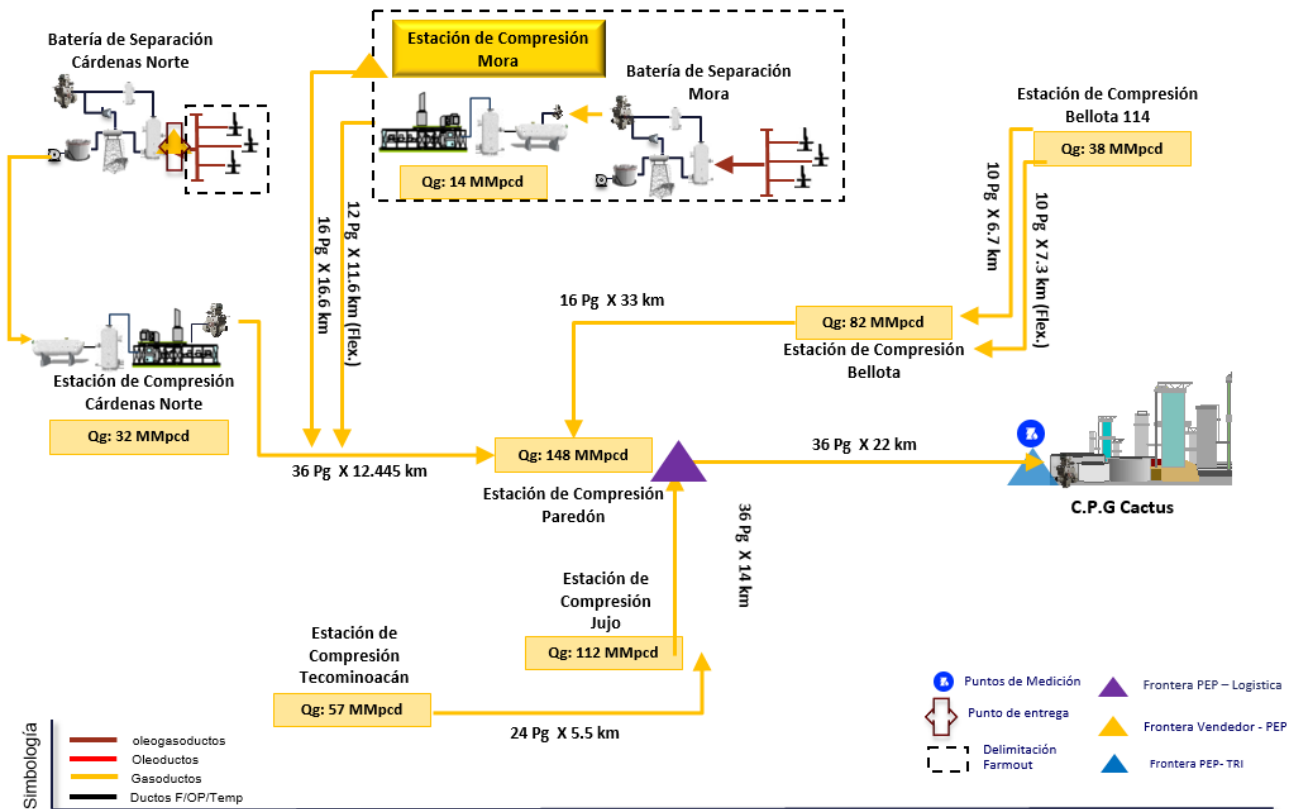 Batería de Separación
Cárdenas Norte
Estación de Compresión
Mora
Batería de Separación
Mora
Qg: 14 MMpcd
Estación de Compresión
Bellota 114
Qg: 38 MMpcd
16 Pg X 16.6 km
12 Pg X 11.6 km (Flex.)
10 Pg X 6.7 km
10 Pg X 7.3 km (Flex.)
16 Pg X 33 km
Qg: 82 MMpcd
Estación de Compresión
Bellota
Estación de Compresión
Cárdenas Norte
Qg: 32 MMpcd
36 Pg X 12.445 km
Qg: 148 MMpcd
Estación de Compresión
Paredón
36 Pg X 22 km
C.P.G Cactus
36 Pg X 14 km
Estación de
Compresión
Jujo
Qg: 112 MMpcd
Estación de
Compresión
Tecominoacán
Qg: 57 MMpcd
24 Pg X 5.5 km
Simbología
oleogasoductos
Oleoductos
Gasoductos
Ductos F/OP/Temp
Puntos de Medición
Punto de entrega
Delimitación
Farmout
Frontera PEP – Logistica
Frontera Vendedor - PEP
Frontera PEP- TRI